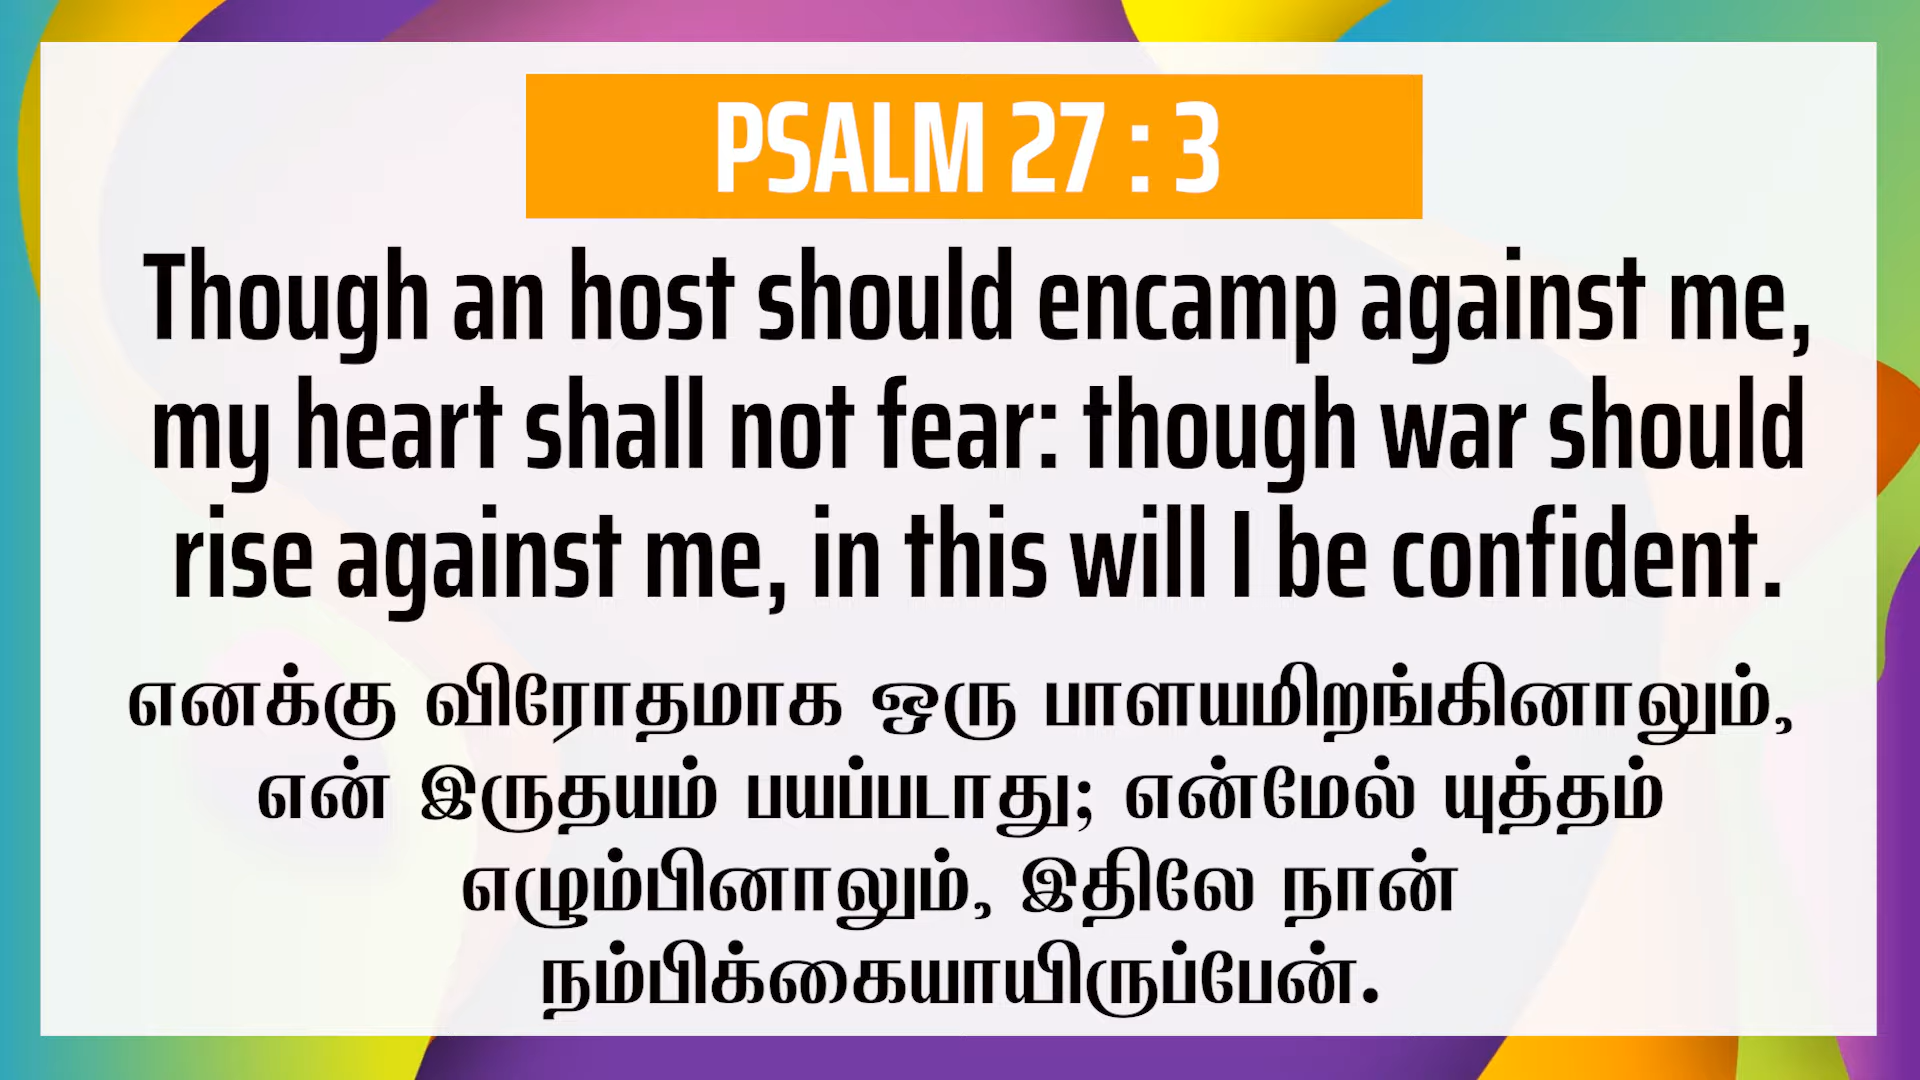 PSALM 27 : 3
Though an host should encamp against me,
my heart shall not fear: though war should
rise against me, in this will I be confident.
எனக்கு விரோதமாக ஒரு பாளயமிறங்கினாலும்,
என் இருதயம் பயப்படாது; என்மேல் யுத்தம்
எழும்பினாலும், இதிலே நான்
நம்பிக்கையாயிருப்பேன்.